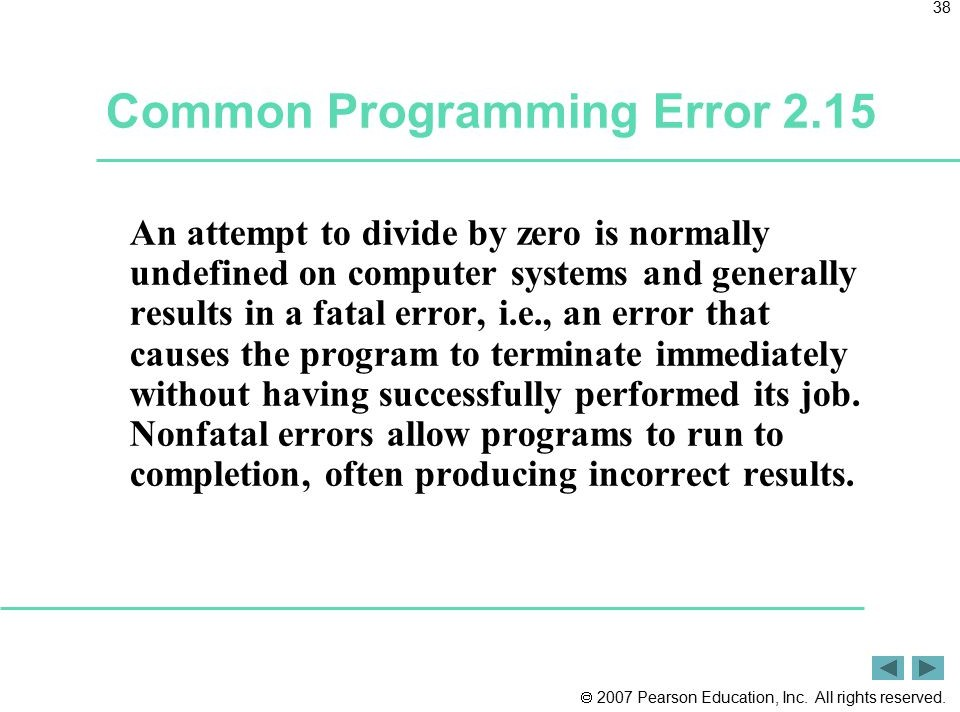 38
Common Programming Error 2.15
An attempt to divide by zero is normally
undefined on computer systems and generally
results in a fatal error, i.e., an error that
causes the program to terminate immediately
without having successfully performed its job.
Nonfatal errors allow programs to run to
completion, often producing incorrect results.
© 2007 Pearson Education, Inc. All rights reserved.